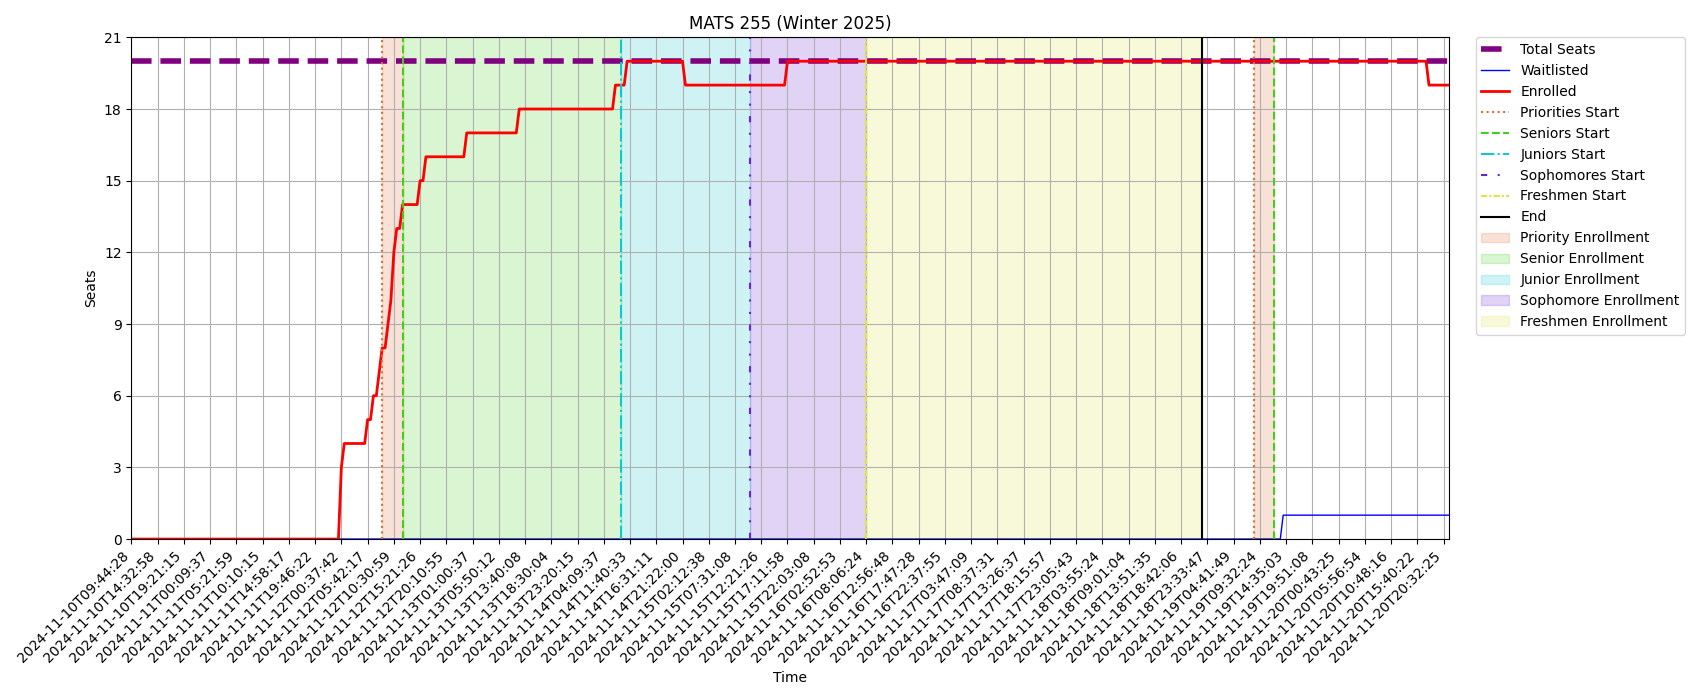 MATS 255 (Winter 2025)
21
18
15
12
9
6
3
0
Seats
2024-11-10T09:44:28
2024-11-10T14:32:58
2024-11-10T19:21:15
2024-11-11T00:09:37
2024-11-11T05:21:59
2024-11-11T10:10:15
2024-11-11T14:58:17
2024-11-11T19:46:22
2024-11-12T00:37:42
2024-11-12T05:42:17
2024-11-12T10:30:59
2024-11-12T15:21:26
2024-11-12T20:10:55
2024-11-13T01:00:37
2024-11-13T05:50:12
2024-11-13T13:40:08
2024-11-13T18:30:04
2024-11-13T23:20:15
2024-11-14T04:09:37
2024-11-14T11:40:33
2024-11-14T16:31:11
2024-11-14T21:22:00
2024-11-15T02:12:38
2024-11-15T07:31:08
2024-11-15T12:21:26
2024-11-15T17:11:58
2024-11-15T22:03:08
2024-11-16T02:52:53
2024-11-16T08:06:24
2024-11-16T12:56:48
2024-11-16T17:47:28
2024-11-16T22:37:55
2024-11-17T03:47:09
2024-11-17T08:37:31
2024-11-17T13:26:37
2024-11-17T18:15:57
2024-11-17T23:05:43
2024-11-18T03:55:24
2024-11-18T09:01:04
2024-11-18T13:51:35
2024-11-18T18:42:06
2024-11-18T23:33:47
2024-11-19T04:41:49
2024-11-19T09:32:24
2024-11-19T14:35:03
2024-11-19T19:51:08
2024-11-20T00:43:25
2024-11-20T05:56:54
2024-11-20T10:48:16
2024-11-20T15:40:22
2024-11-20T20:32:25
Time
Total Seats
Waitlisted
Enrolled
Priorities Start
Seniors Start
Juniors Start
Sophomores Start
Freshmen Start
End
Priority Enrollment
Senior Enrollment
Junior Enrollment
Sophomore Enrollment
Freshmen Enrollment